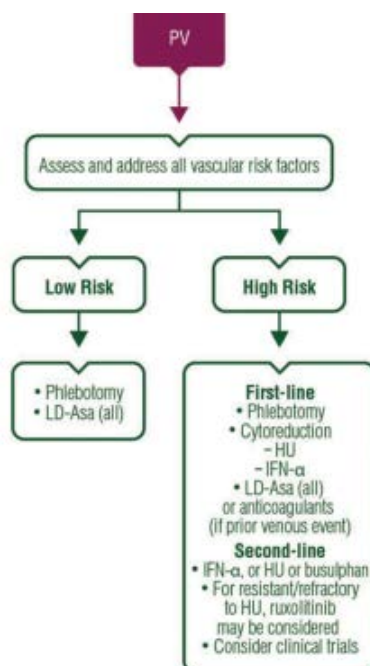 PV
Assess and address all vascular risk factors
Low Risk
High Risk
• Phlebotomy
• LD-Asa (all)
First-line
• Phlebotomy
• Cytoreduction
– HU
– IFN-α
• LD-Asa (all)
or anticoagulants
(if prior venous event)
Second-line
• IFN-α, or HU or busulphan
• For resistant/refractory
to HU, ruxolitinib
may be considered
• Consider clinical trials